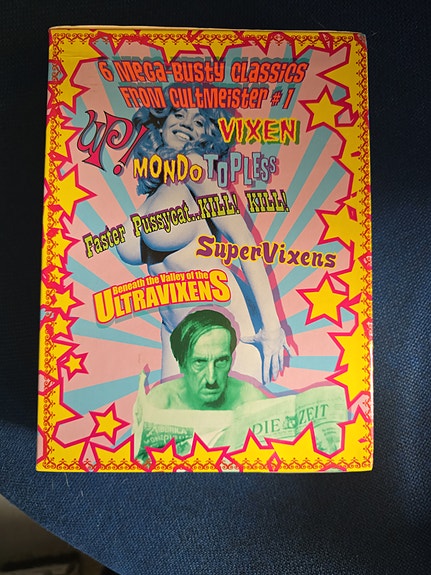 6 Mega-Busty Classics
from Cultmeister #1
UP!
VIXEN
MONDO TOPLESS
Faster Pussycat...KILL! KILL!
SuperVixens
Beneath the Valley of the
ULTRAVIXENS
DIE ZEIT